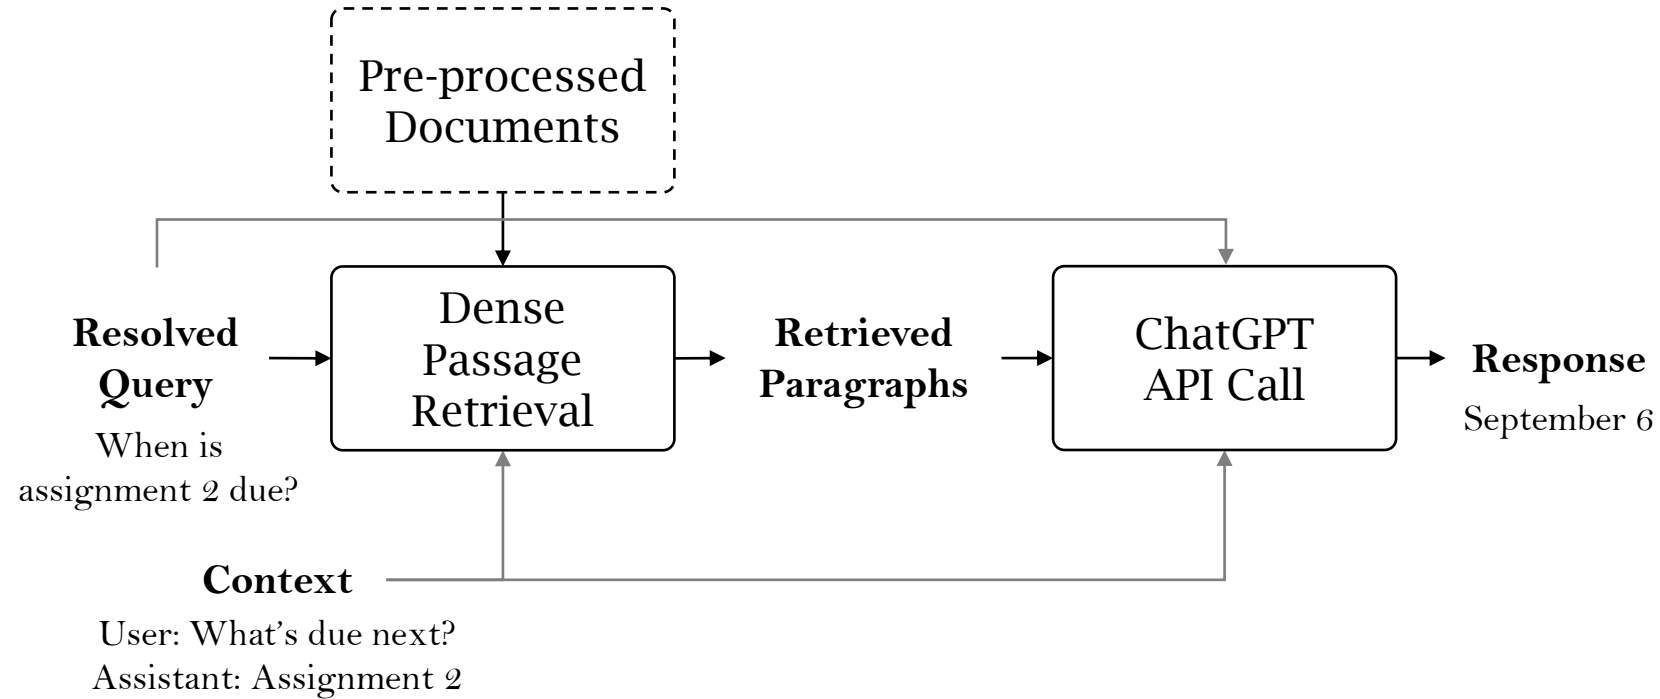 Pre-processed
Documents
Resolved
Query
When is
assignment 2 due?
Dense
Passage
Retrieval
Retrieved
Paragraphs
ChatGPT
API Call
Response
September 6
Context
User: What's due next?
Assistant: Assignment 2